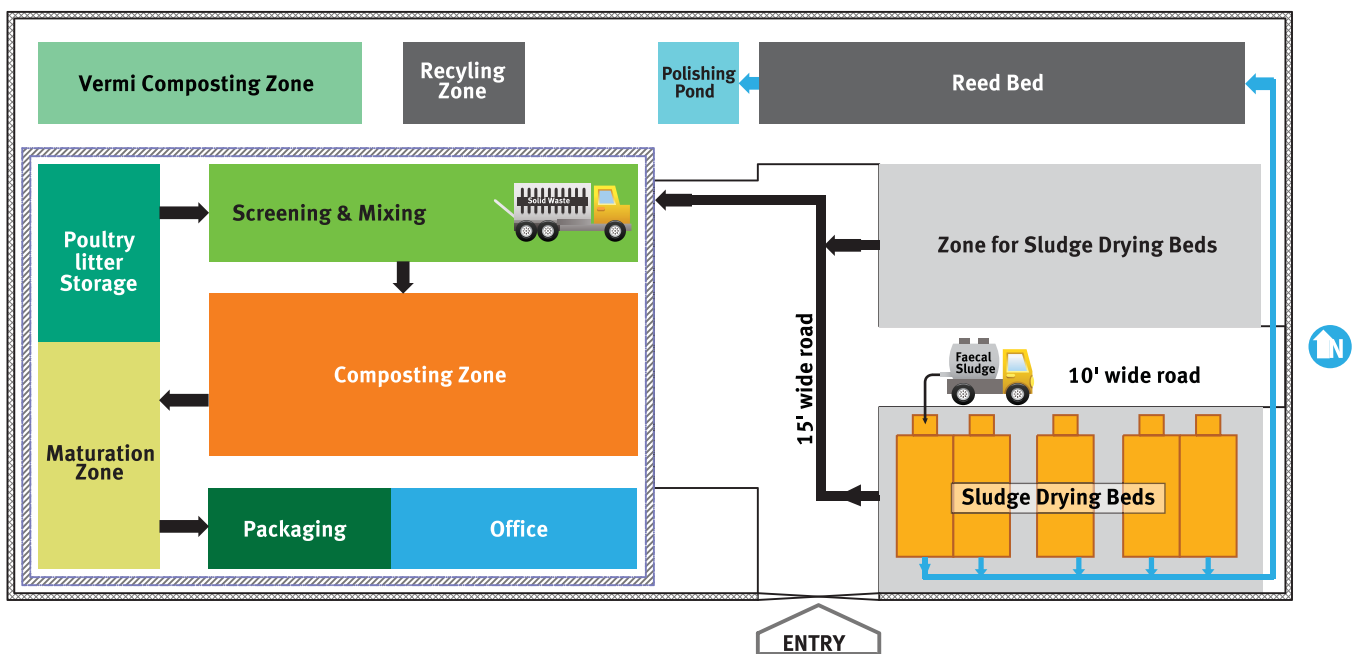 Vermi Composting Zone
Recyling
Zone
Polishing
Pond
Reed Bed
Poultry
litter
Storage
Screening & Mixing
Solid Waste
Zone for Sludge Drying Beds
N
Composting Zone
15' wide road
Faecal
Sludge
10' wide road
Maturation
Zone
Sludge Drying Beds
Packaging
Office
ENTRY